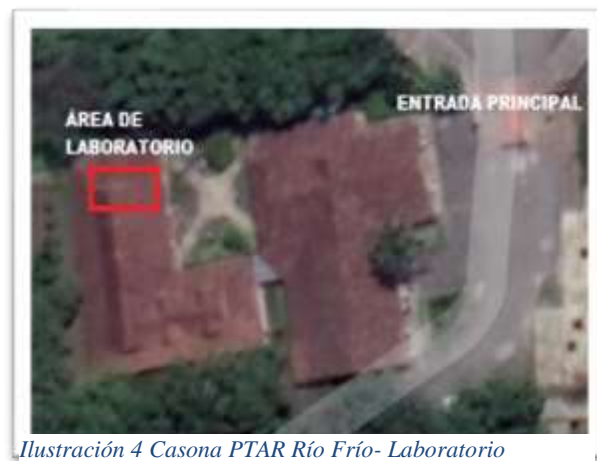 ÁREA DE
LABORATORIO
ENTRADA PRINCIPAL
Ilustración 4 Casona PTAR Río Frío- Laboratorio